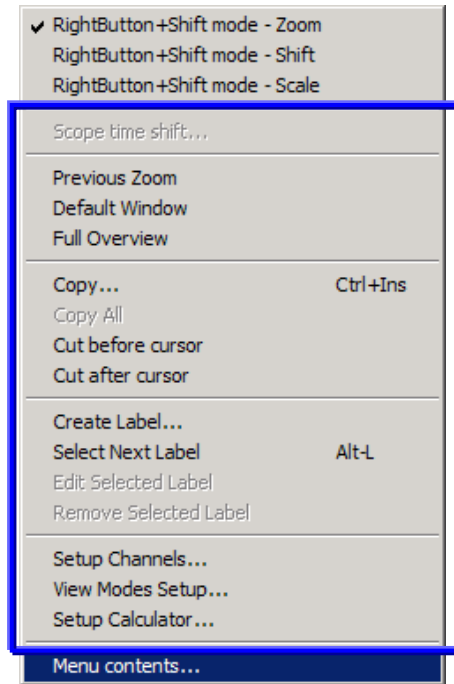 RightButton+Shift mode - Zoom
RightButton+Shift mode - Shift
RightButton+Shift mode - Scale
Scope time shift...
Previous Zoom
Default Window
Full Overview
Copy... Ctrl+Ins
Copy All
Cut before cursor
Cut after cursor
Create Label...
Select Next Label Alt-L
Edit Selected Label
Remove Selected Label
Setup Channels...
View Modes Setup...
Setup Calculator...
Menu contents...